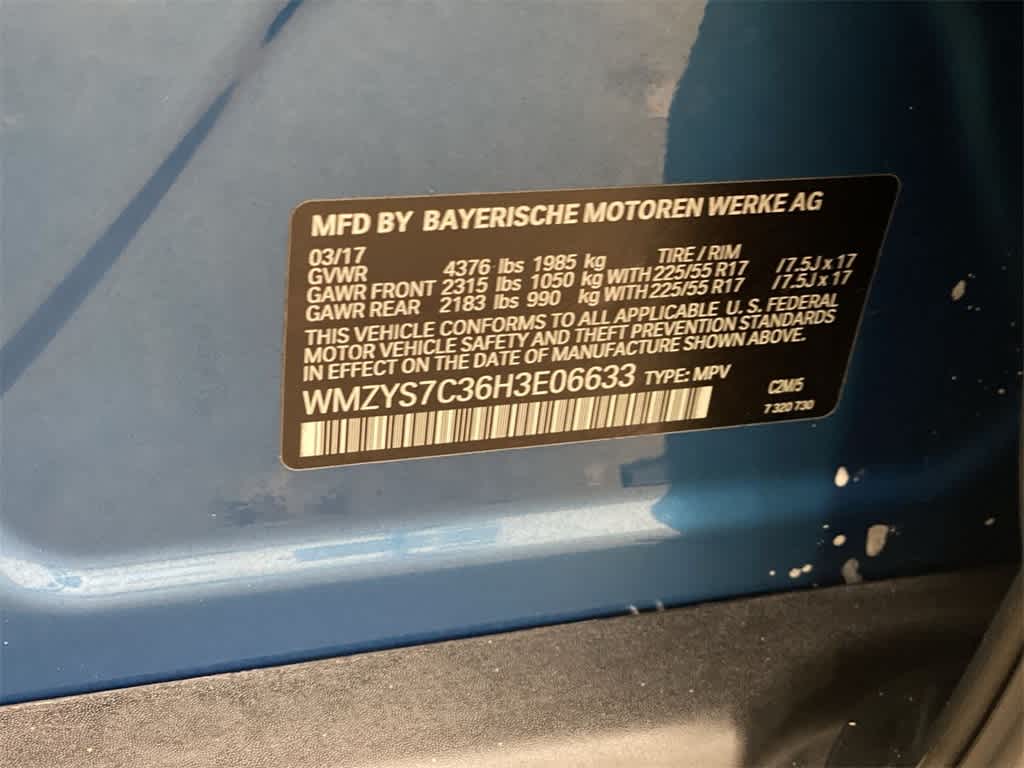 MFD BY BAYERISCHE MOTOREN WERKE AG
03/17 TIRE / RIM
GVWR 4376 lbs 1985 kg
GAWR FRONT 2315 lbs 1050 kg WITH 225/55 R17 / 7.5J x 17
GAWR REAR 2183 lbs 990 kg WITH 225/55 R17 / 7.5J x 17
THIS VEHICLE CONFORMS TO ALL APPLICABLE U. S. FEDERAL
MOTOR VEHICLE SAFETY AND THEFT PREVENTION STANDARDS
IN EFFECT ON THE DATE OF MANUFACTURE SHOWN ABOVE.
WMZYS7C36H3E06633 TYPE: MPV C2M/5
7 320 730